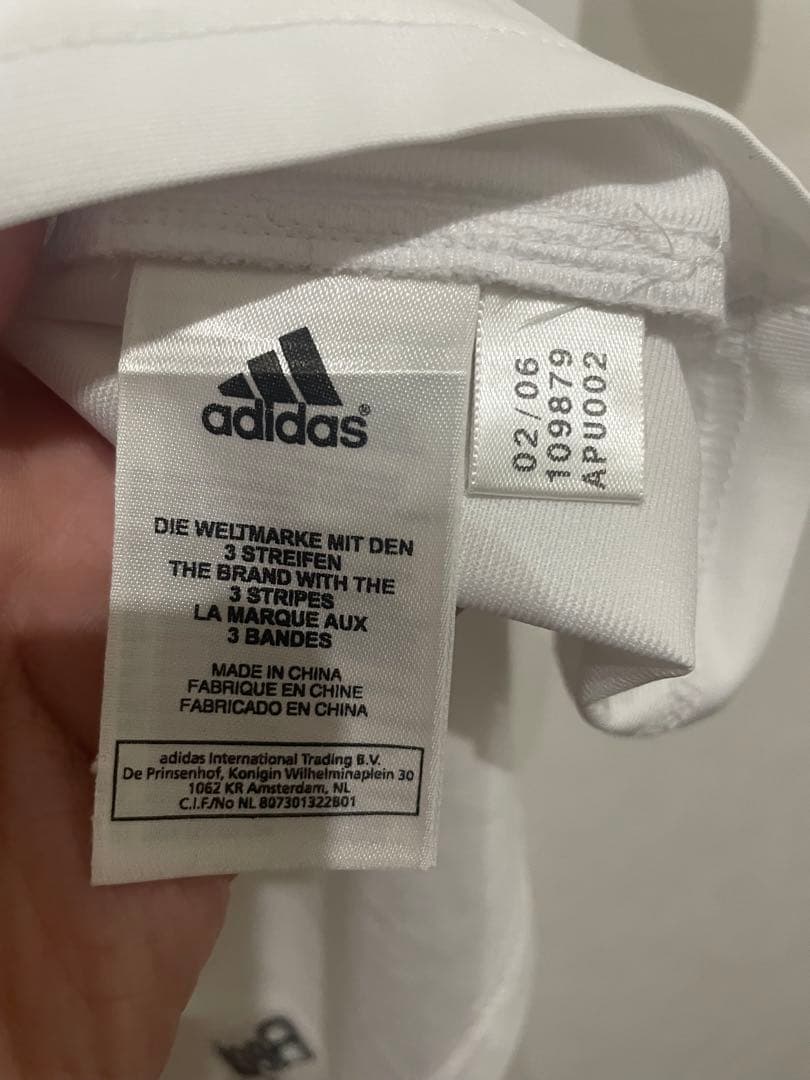 adidas®
DIE WELTMARKE MIT DEN
3 STREIFEN
THE BRAND WITH THE
3 STRIPES
LA MARQUE AUX
3 BANDES
MADE IN CHINA
FABRIQUE EN CHINE
FABRICADO EN CHINA
adidas International Trading B.V.
De Prinsenhof, Konigin Wilhelminaplein 30
1062 KR Amsterdam, NL
C.I.F./No NL 807301322B01
02/06
109879
APU002